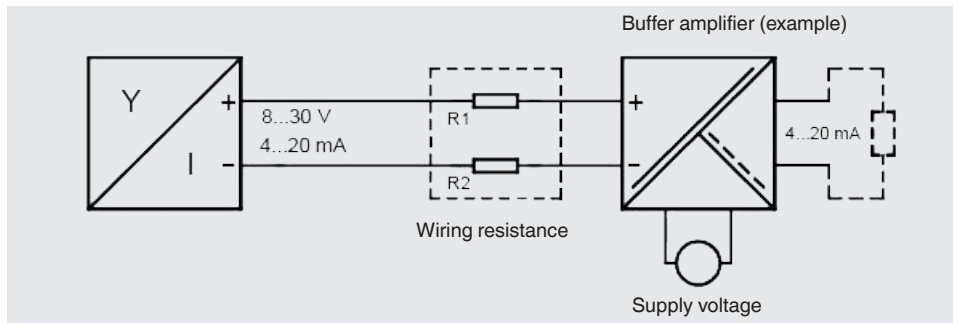 Buffer amplifier (example)
Y
I
+
-
8...30 V
4...20 mA
R1
R2
Wiring resistance
+
-
4...20 mA
Supply voltage